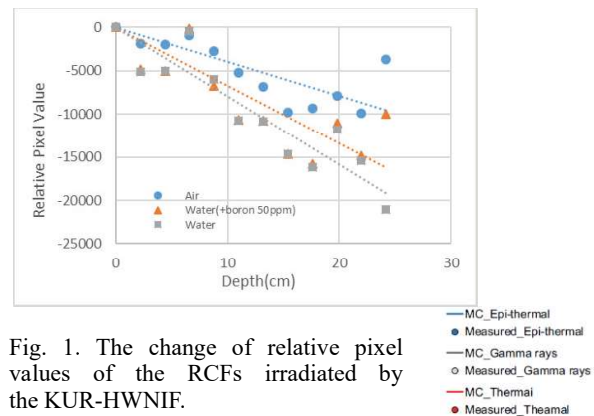 0
-5000
-10000
-15000
-20000
-25000
Relative Pixel Value
Air
Water(+boron 50ppm)
Water
0 10 20 30
Depth(cm)
Fig. 1. The change of relative pixel
values of the RCFs irradiated by
the KUR-HWNIF.
MC_Epi-thermal
Measured_Epi-thermal
MC_Gamma rays
Measured_Gamma rays
MC_Thermai
Measured_Theamal